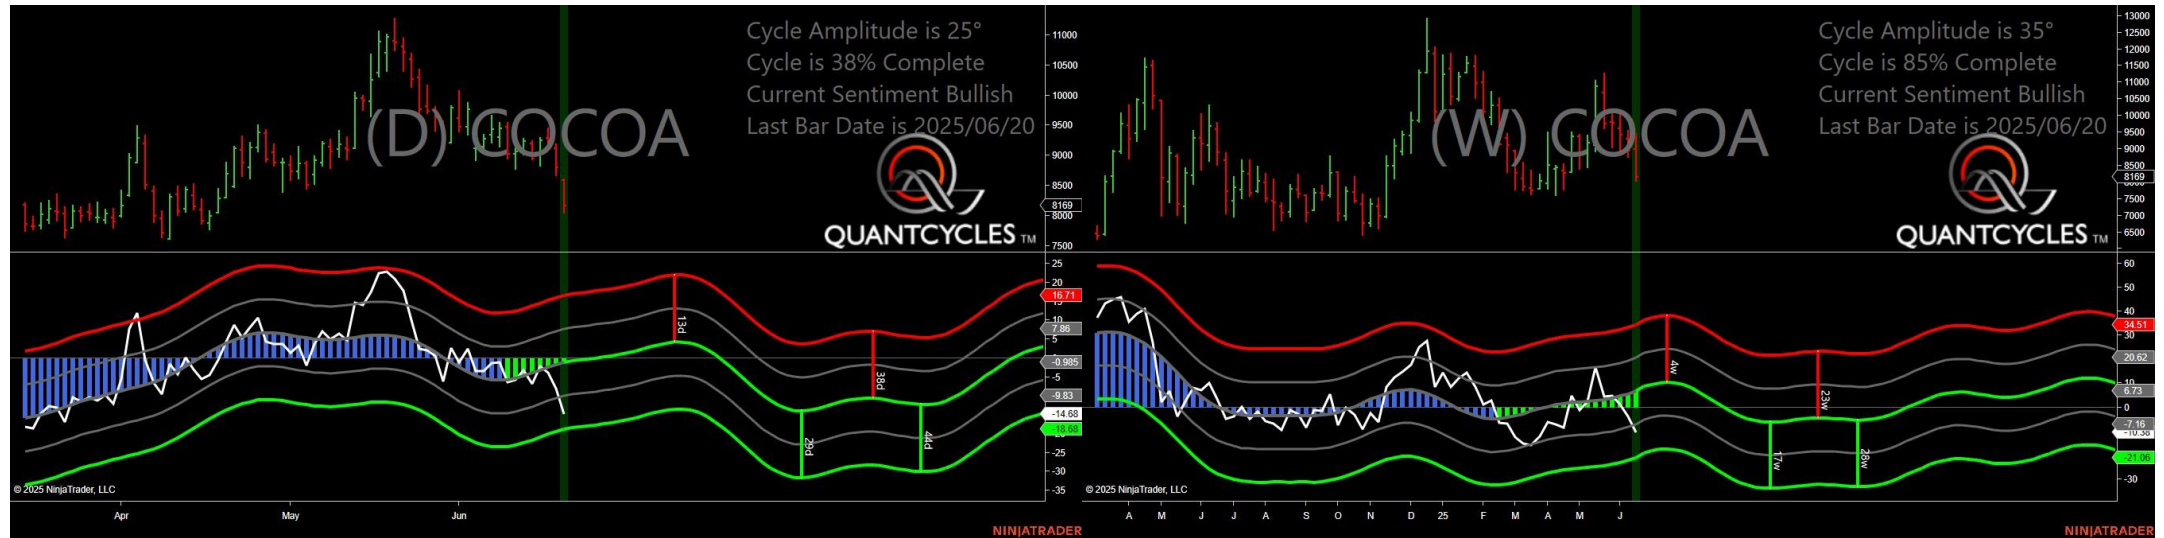 Cycle Amplitude is 25°
Cycle is 38% Complete
Current Sentiment Bullish
Last Bar Date is 2025/06/20
(D) COCOA
QUANTCYCLES TM
11000
10500
10000
9500
9000
8500
8169
8000
7500
25
20
16.71
10
7.86
5
-0.985
-5
-9.83
-14.68
-18.68
-25
-30
-35
13d
38d
29d
44d
© 2025 NinjaTrader, LLC
Apr
May
Jun
NINJATRADER
Cycle Amplitude is 35°
Cycle is 85% Complete
Current Sentiment Bullish
Last Bar Date is 2025/06/20
(W) COCOA
QUANTCYCLES TM
13000
12500
12000
11500
11000
10500
10000
9500
9000
8500
8169
7500
7000
6500
60
50
40
34.51
30
20.62
10
6.73
0
-7.16
-10.38
-21.06
-30
4w
23w
17w
28w
© 2025 NinjaTrader, LLC
A
M
J
J
A
S
O
N
D
25
F
M
A
M
J
NINJATRADER